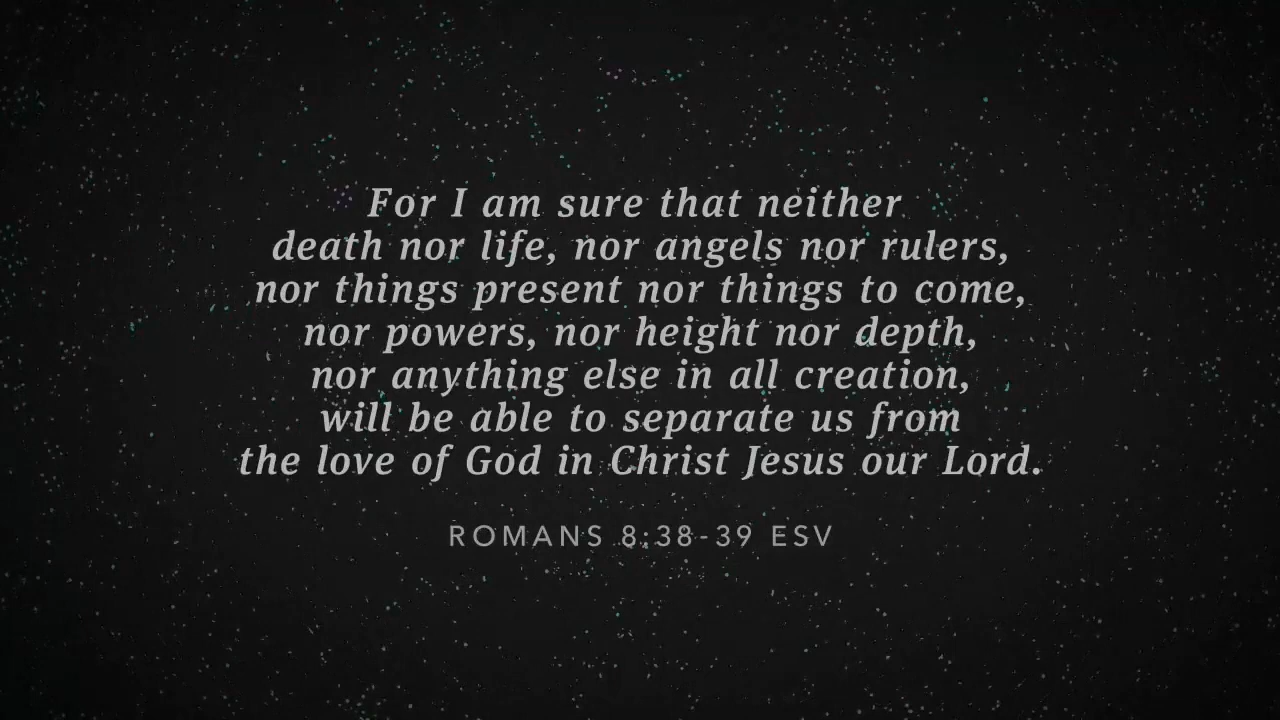 For I am sure that neither
death nor life, nor angels nor rulers,
nor things present nor things to come,
nor powers, nor height nor depth,
nor anything else in all creation,
will be able to separate us from
the love of God in Christ Jesus our Lord.
ROMANS 8:38-39 ESV